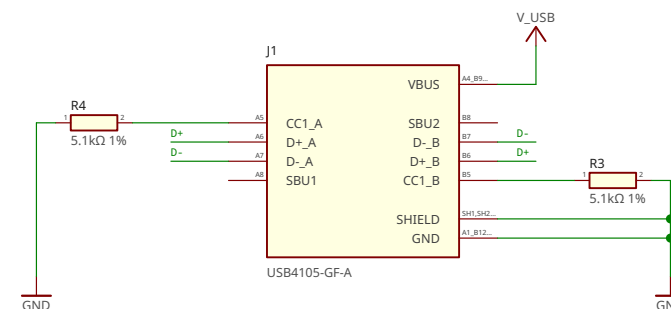 V_USB
J1
VBUS
A4_B9...
R4
1
2
5.1kΩ 1%
A5
CC1_A
SBU2
B8
D+
A6
D+_A
D-_B
B7
D-
D-
A7
D-_A
D+_B
B6
D+
A8
SBU1
CC1_B
B5
R3
1
2
5.1kΩ 1%
SHIELD
SH1,SH2...
GND
A1_B12...
USB4105-GF-A
GND